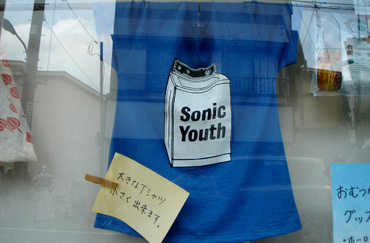 Sonic
Youth
大きなTシャツ
小さく出来ます。
おむつ
グッ